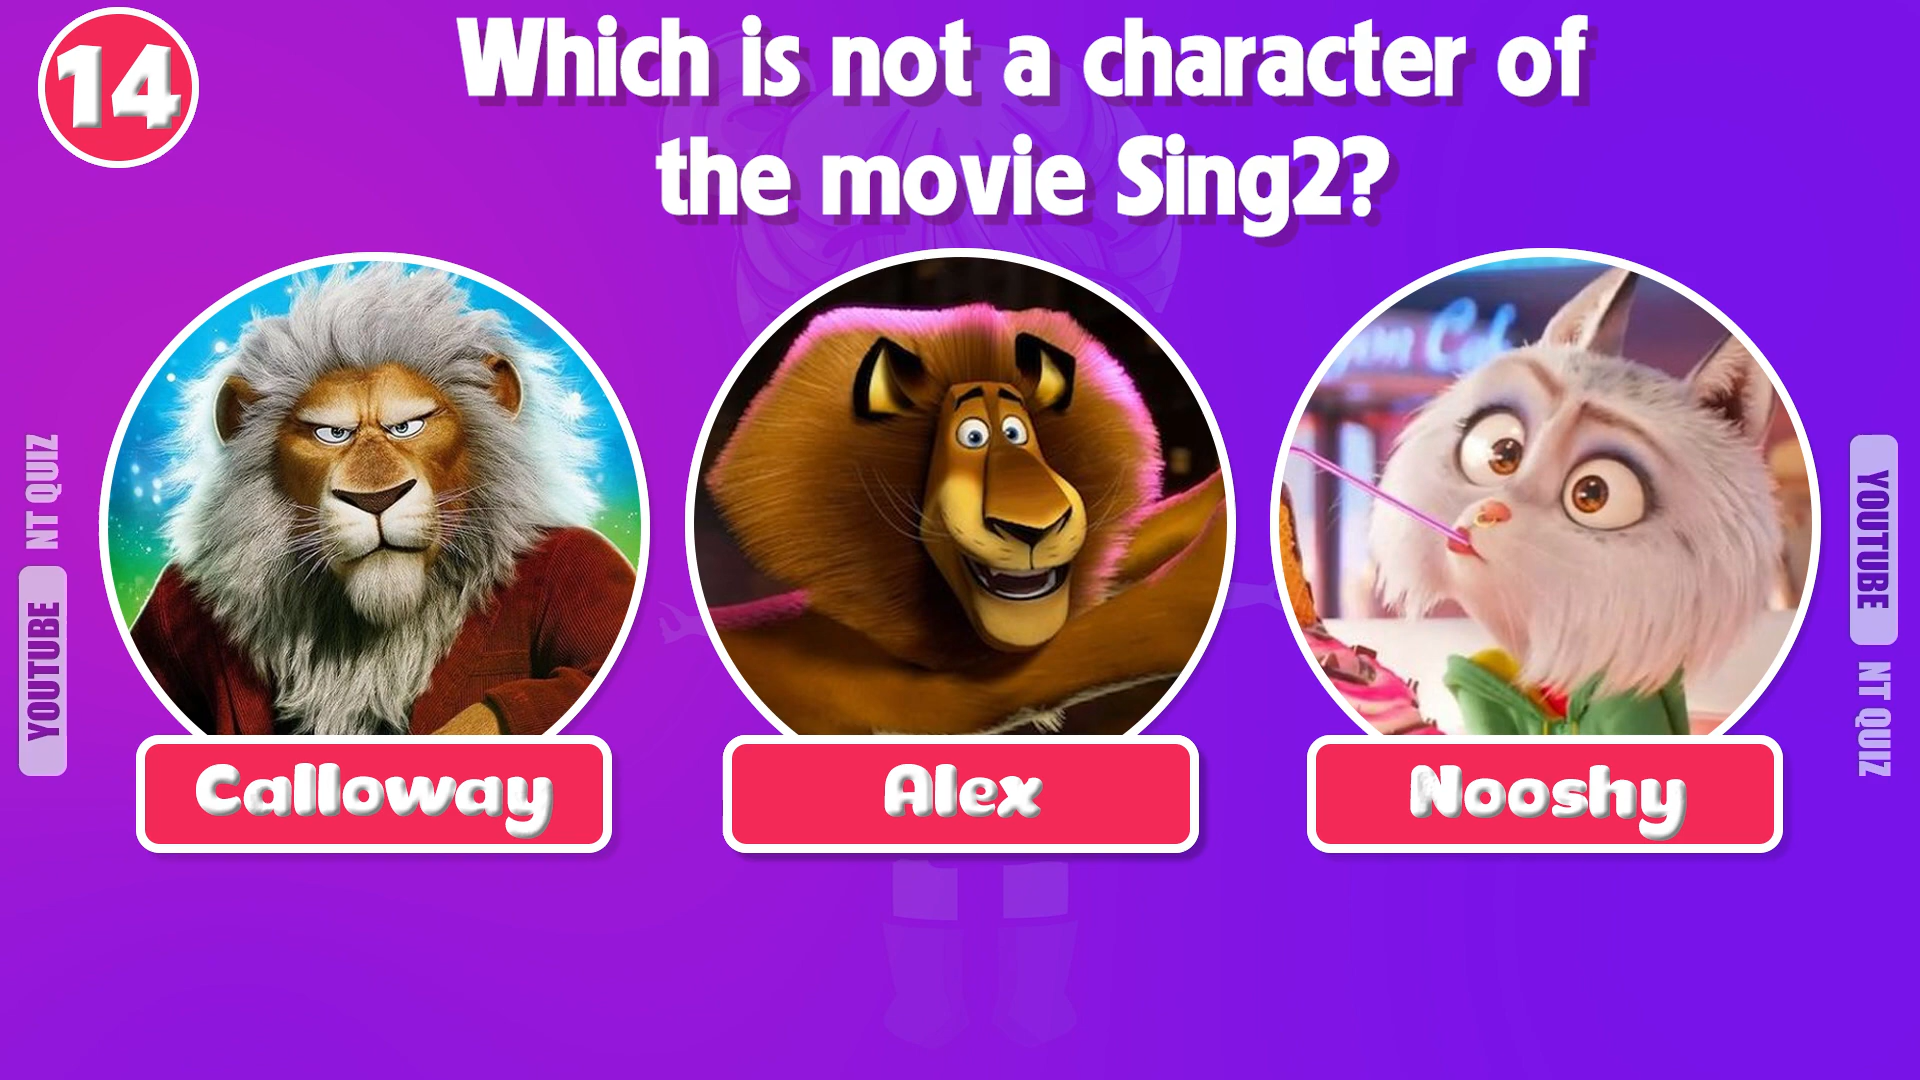 14
Which is not a character of
the movie Sing2?
YOUTUBE NT QUIZ
YOUTUBE NT QUIZ
Calloway
Alex
Nooshy